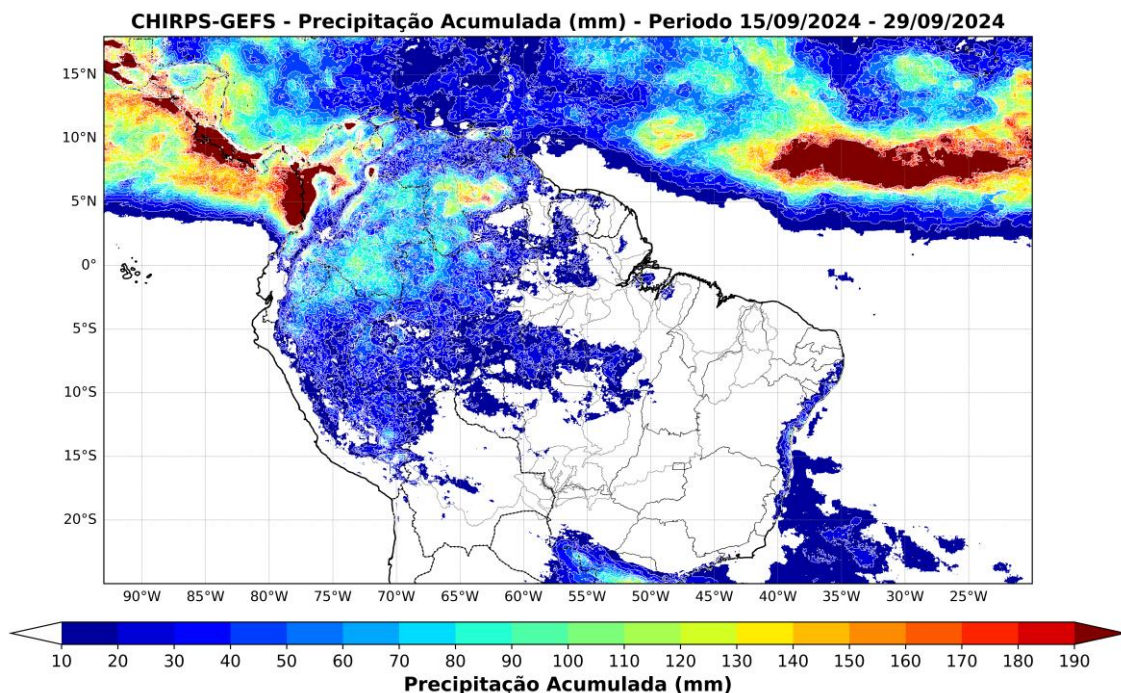 CHIRPS-GEFS - Precipitação Acumulada (mm) - Periodo 15/09/2024 - 29/09/2024
15°N
10°N
5°N
0°
5°S
10°S
15°S
20°S
90°W 85°W 80°W 75°W 70°W 65°W 60°W 55°W 50°W 45°W 40°W 35°W 30°W 25°W
10 20 30 40 50 60 70 80 90 100 110 120 130 140 150 160 170 180 190
Precipitação Acumulada (mm)